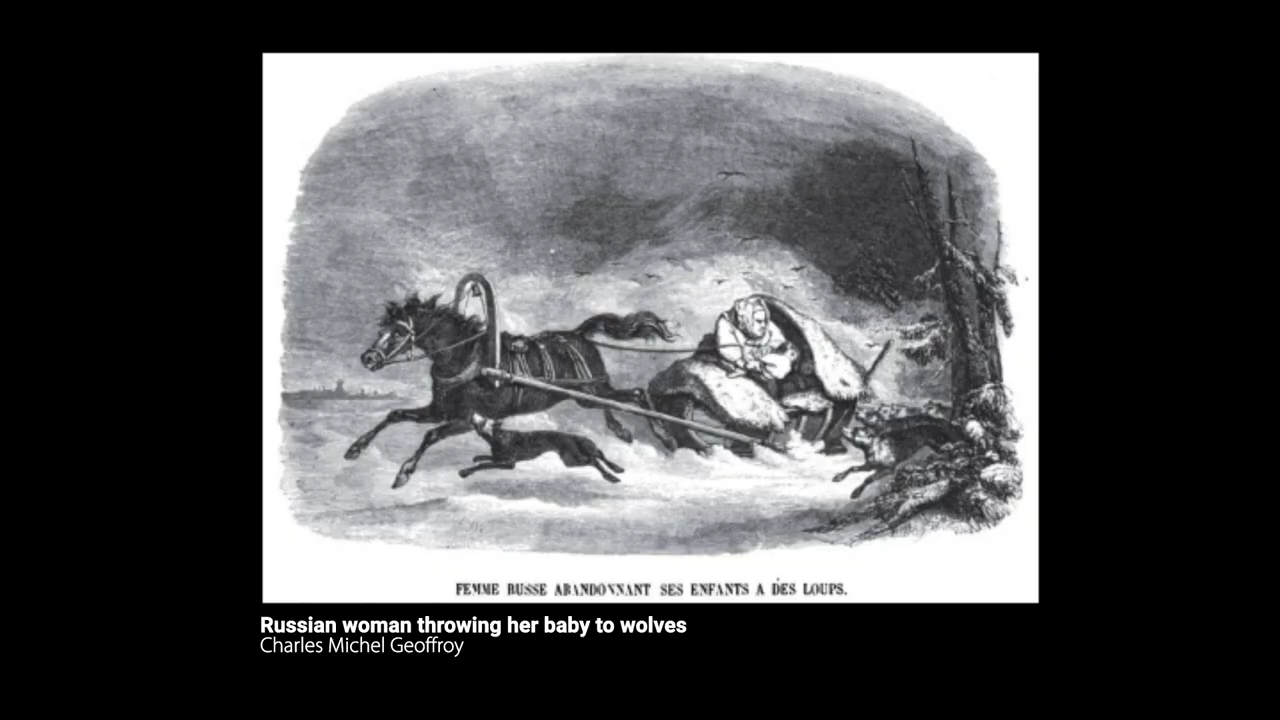 FEMME RUSSE ABANDONNANT SES ENFANTS A DES LOUPS.
Russian woman throwing her baby to wolves
Charles Michel Geoffroy